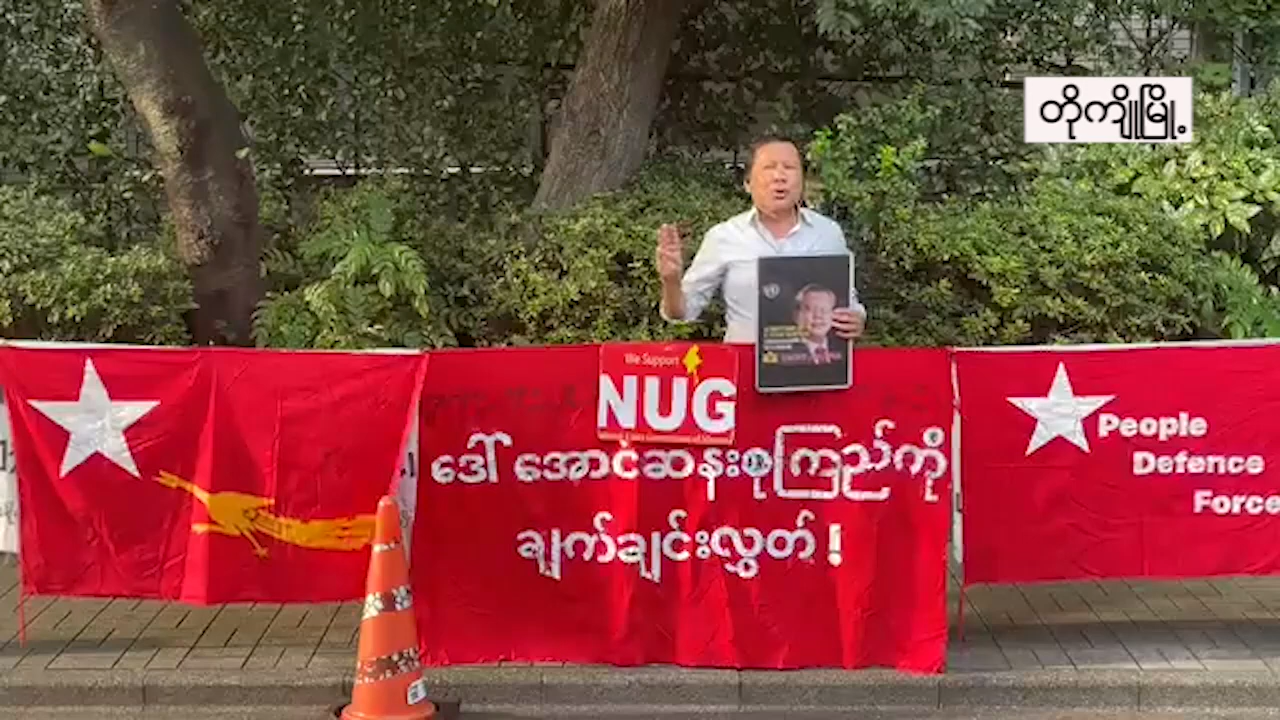 တိုကျိုမြို့
We Support
NUG
ဒေါ်အောင်ဆန်းစုကြည်ကို
ချက်ချင်းလွှတ် !
People
Defence
Force